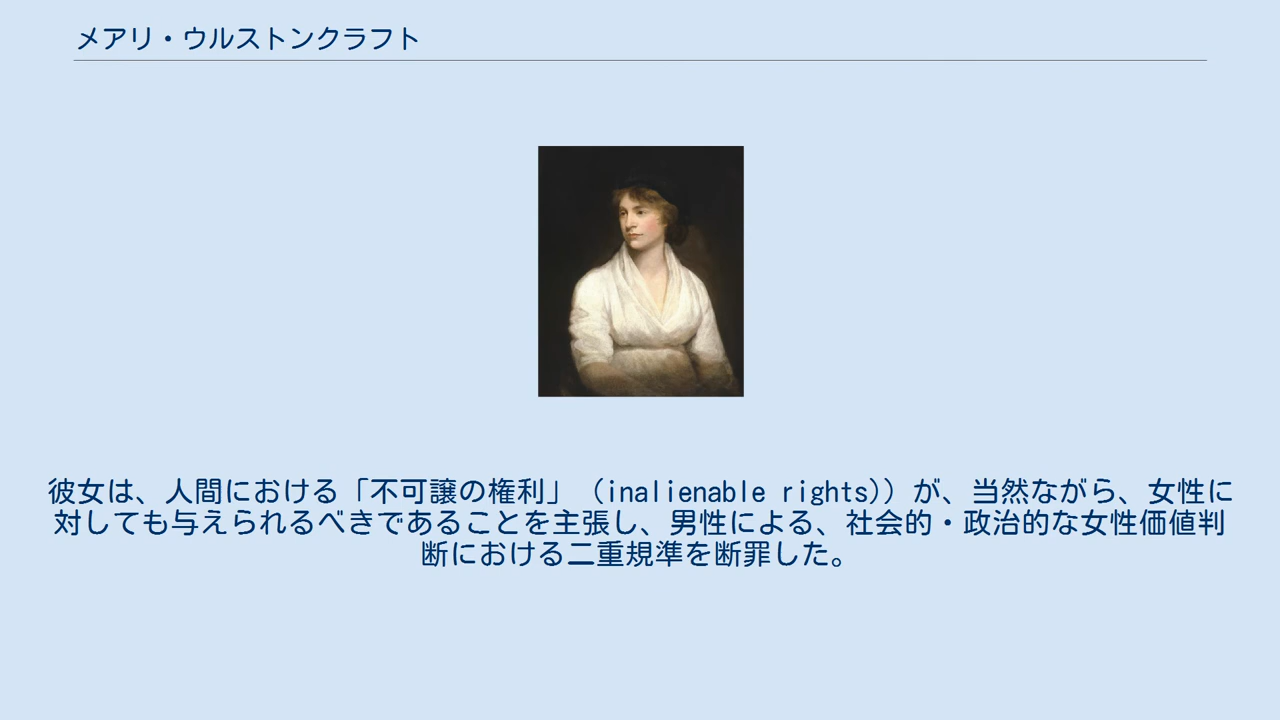 メアリ・ウルストンクラフト
彼女は、人間における「不可譲の権利」（inalienable rights)）が、当然ながら、女性に
対しても与えられるべきであることを主張し、男性による、社会的・政治的な女性価値判
断における二重規準を断罪した。